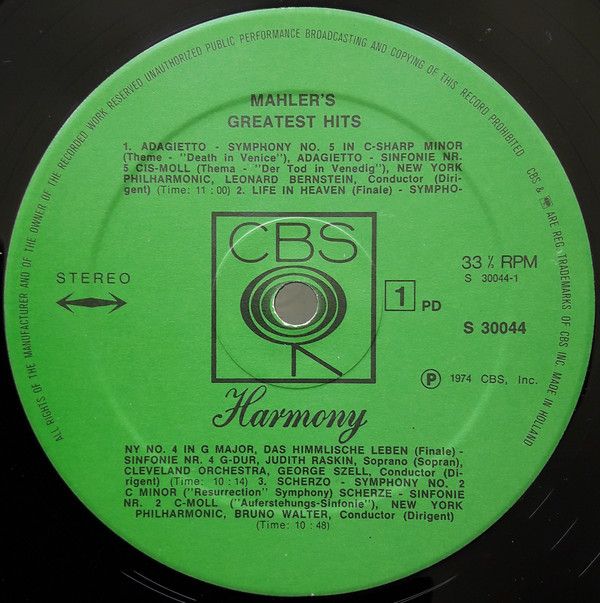 ALL RIGHTS OF THE MANUFACTURER AND OF THE OWNER OF THE RECORDED WORK RESERVED UNAUTHORIZED PUBLIC PERFORMANCE BROADCASTING AND COPYING OF THIS RECORD PROHIBITED CBS & ARE REG. TRADEMARKS OF CBS INC. MADE IN HOLLAND
MAHLER'S
GREATEST HITS
1. ADAGIETTO - SYMPHONY NO. 5 IN C-SHARP MINOR
(Theme - "Death in Venice"), ADAGIETTO - SINFONIE NR.
5 CIS-MOLL (Thema - "Der Tod in Venedig"), NEW YORK
PHILHARMONIC, LEONARD BERNSTEIN, Conductor (Diri-
gent) (Time: 11 : 00) 2. LIFE IN HEAVEN (Finale) - SYMPHO-
CBS
STEREO
33 ⅓ RPM
S 30044-1
1 PD
S 30044
Ⓟ 1974 CBS, Inc.
Harmony
NY NO. 4 IN G MAJOR, DAS HIMMLISCHE LEBEN (Finale) -
SINFONIE NR. 4 G-DUR, JUDITH RASKIN, Soprano (Sopran),
CLEVELAND ORCHESTRA, GEORGE SZELL, Conductor (Di-
rigent) (Time: 10 : 14) 3. SCHERZO - SYMPHONY NO. 2
C MINOR ("Resurrection" Symphony) SCHERZE - SINFONIE
NR. 2 C-MOLL ("Auferstehungs-Sinfonie"), NEW YORK
PHILHARMONIC, BRUNO WALTER, Conductor (Dirigent)
(Time: 10 : 48)